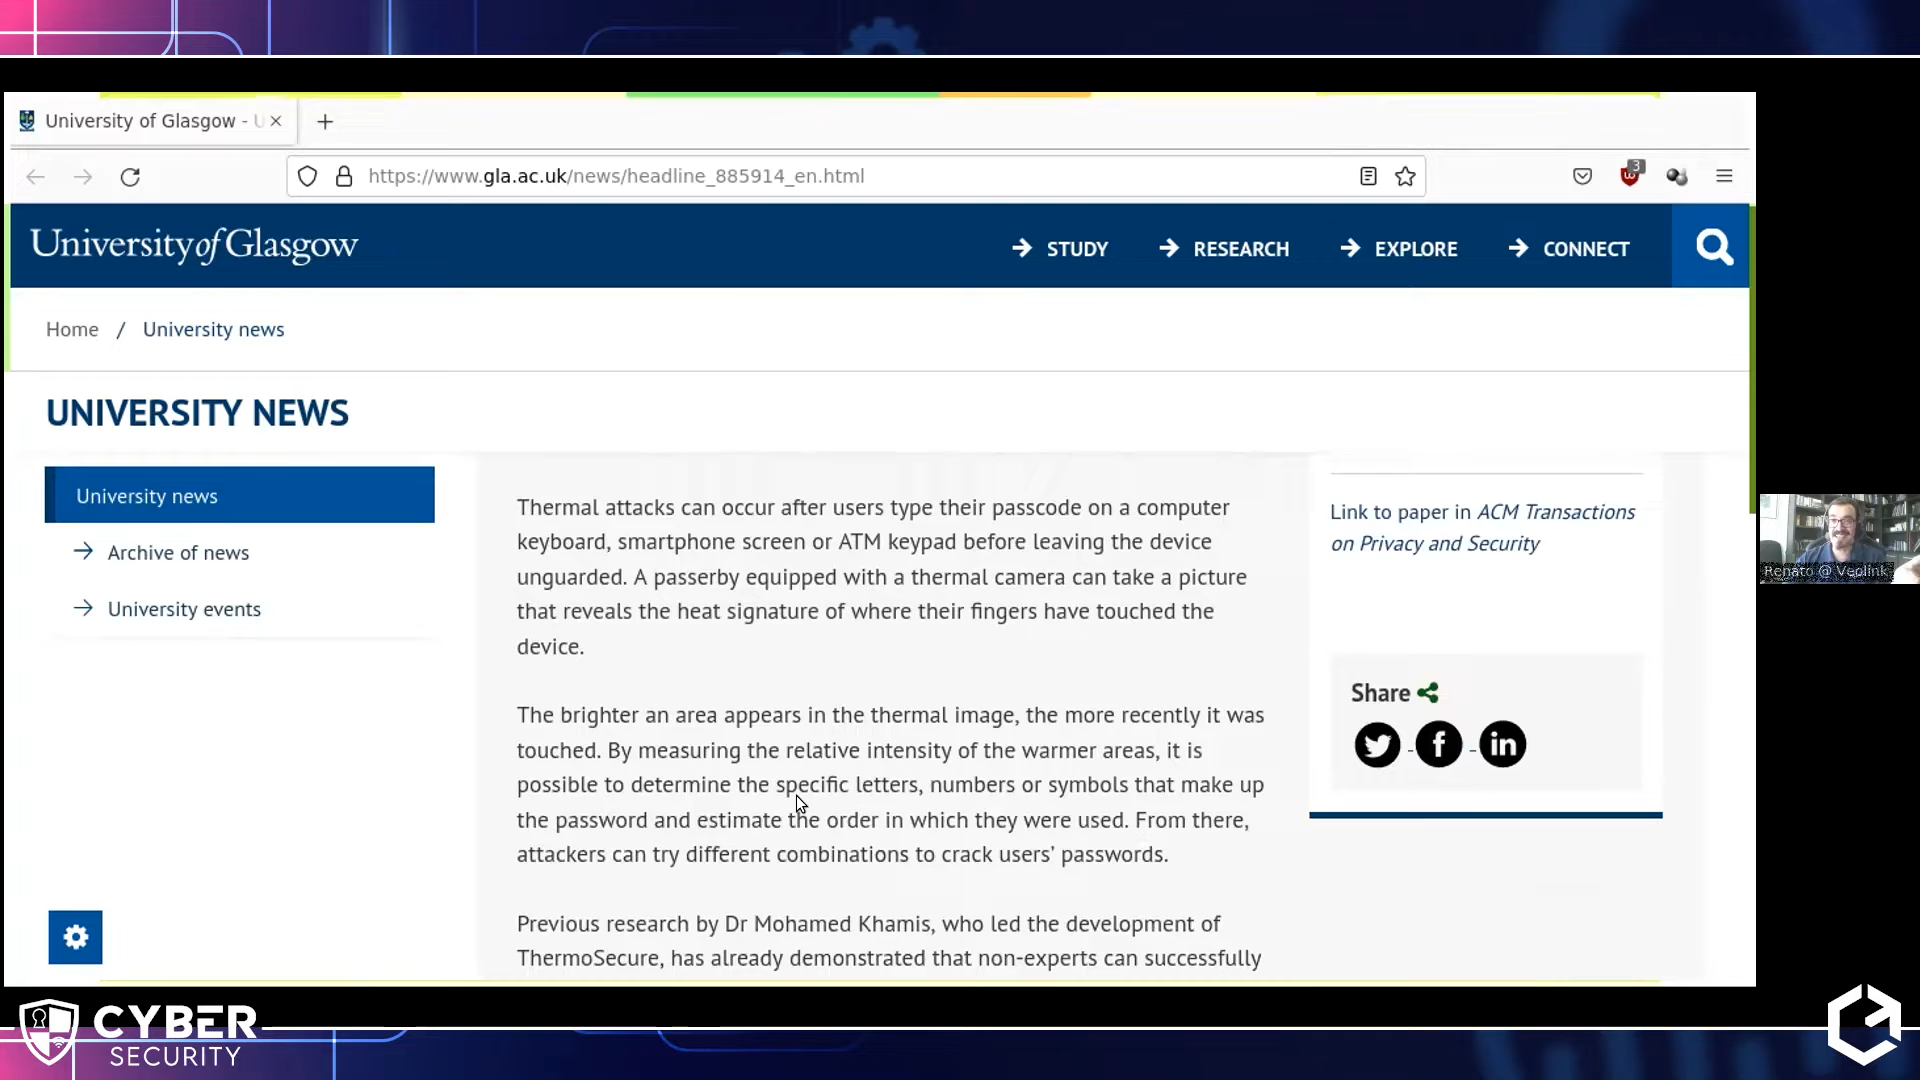 University of Glasgow - U
3
https://www.gla.ac.uk/news/headline_885914_en.html
University of Glasgow
STUDY
RESEARCH
EXPLORE
CONNECT
Home / University news
UNIVERSITY NEWS
University news
Archive of news
University events
Thermal attacks can occur after users type their passcode on a computer
keyboard, smartphone screen or ATM keypad before leaving the device
unguarded. A passerby equipped with a thermal camera can take a picture
that reveals the heat signature of where their fingers have touched the
device.
The brighter an area appears in the thermal image, the more recently it was
touched. By measuring the relative intensity of the warmer areas, it is
possible to determine the specific letters, numbers or symbols that make up
the password and estimate the order in which they were used. From there,
attackers can try different combinations to crack users’ passwords.
Previous research by Dr Mohamed Khamis, who led the development of
ThermoSecure, has already demonstrated that non-experts can successfully
Link to paper in ACM Transactions
on Privacy and Security
Share
Renato @ Veolink
CYBER
SECURITY